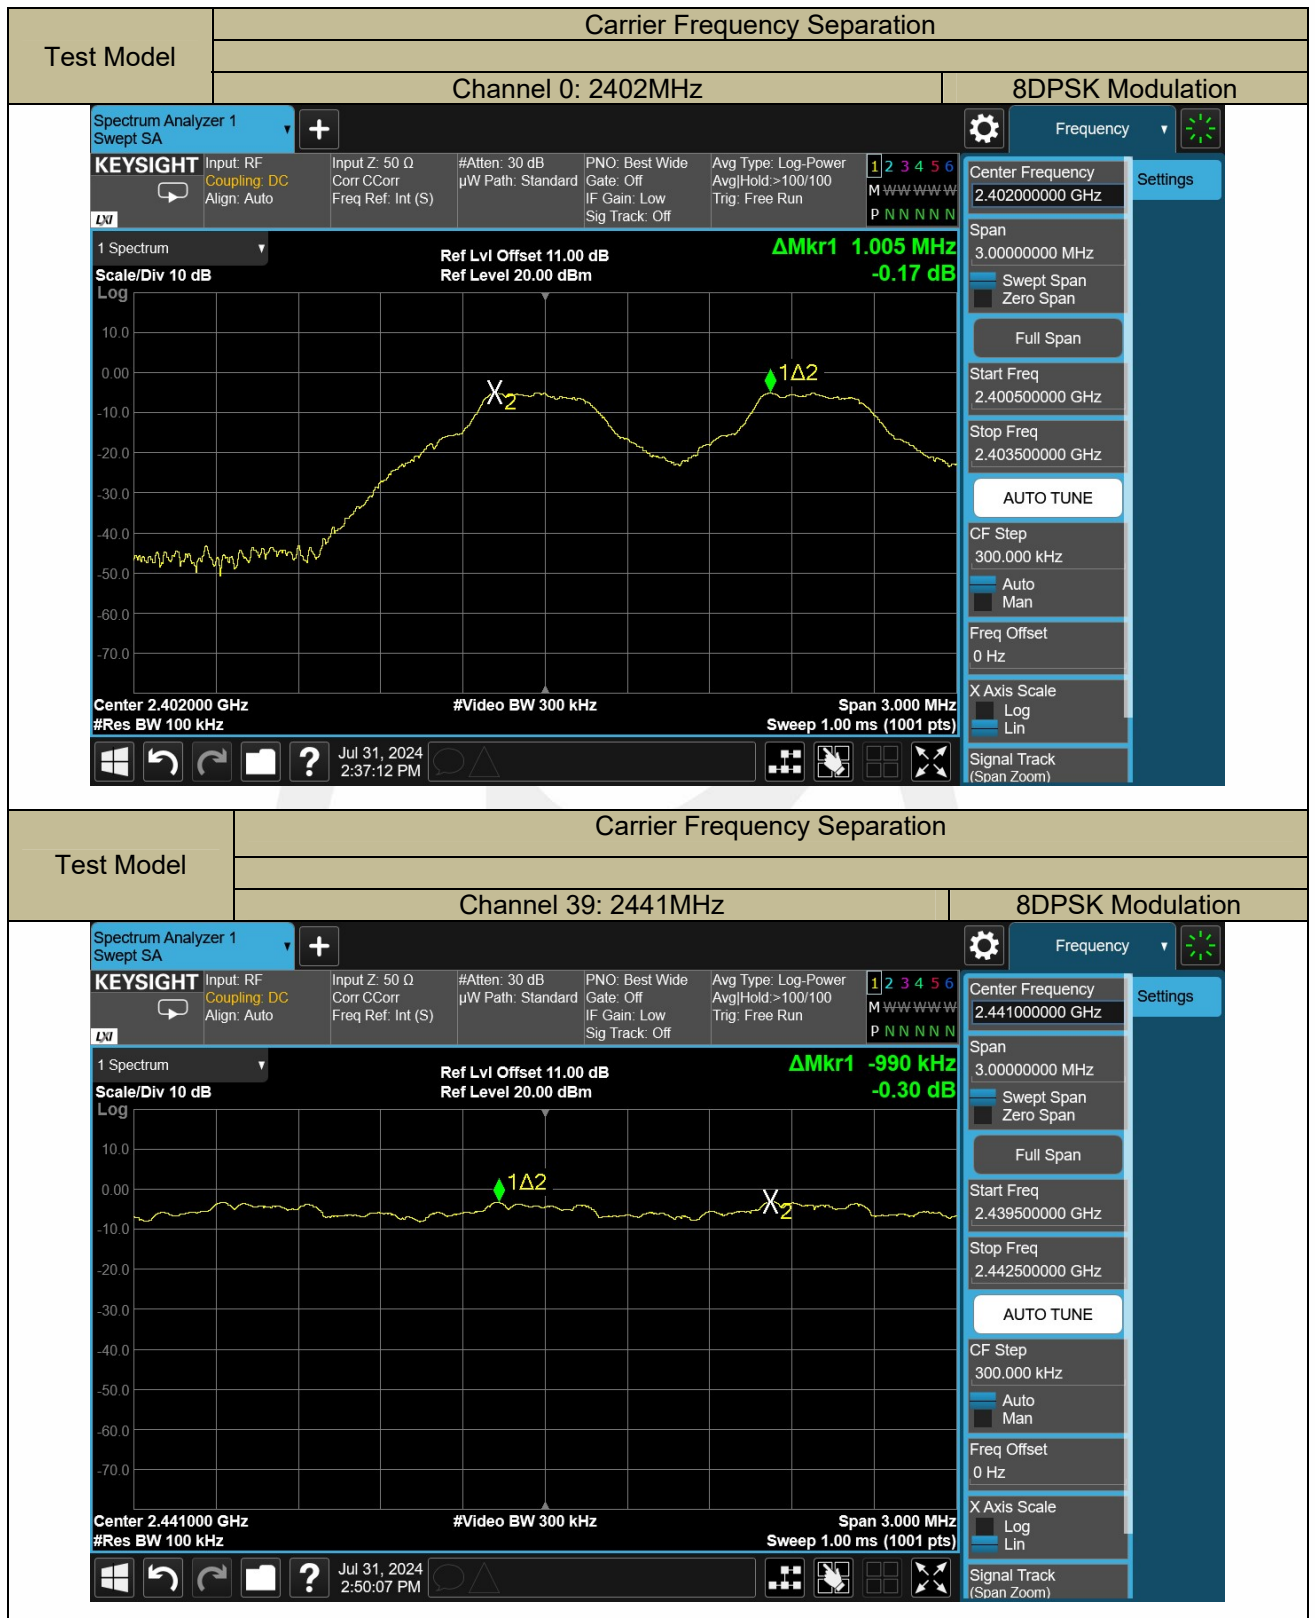 Test Model
Carrier Frequency Separation
Channel 0: 2402MHz 8DPSK Modulation
Spectrum Analyzer 1
Swept SA
+
Frequency
KEYSIGHT
LXI
Input: RF
Coupling: DC
Align: Auto
Input Z: 50 Ω
Corr CCorr
Freq Ref: Int (S)
#Atten: 30 dB
µW Path: Standard
PNO: Best Wide
Gate: Off
IF Gain: Low
Sig Track: Off
Avg Type: Log-Power
Avg|Hold:>100/100
Trig: Free Run
1 2 3 4 5 6
M W W W W W
P N N N N N
1 Spectrum
Scale/Div 10 dB
Log
Ref Lvl Offset 11.00 dB
Ref Level 20.00 dBm
ΔMkr1 1.005 MHz
-0.17 dB
10.0
0.00
-10.0
-20.0
-30.0
-40.0
-50.0
-60.0
-70.0
X2
1Δ2
Center 2.402000 GHz
#Res BW 100 kHz
#Video BW 300 kHz
Span 3.000 MHz
Sweep 1.00 ms (1001 pts)
Jul 31, 2024
2:37:12 PM
?
Center Frequency
2.402000000 GHz
Settings
Span
3.00000000 MHz
Swept Span
Zero Span
Full Span
Start Freq
2.400500000 GHz
Stop Freq
2.403500000 GHz
AUTO TUNE
CF Step
300.000 kHz
Auto
Man
Freq Offset
0 Hz
X Axis Scale
Log
Lin
Signal Track
(Span Zoom)
Test Model
Carrier Frequency Separation
Channel 39: 2441MHz 8DPSK Modulation
Spectrum Analyzer 1
Swept SA
+
Frequency
KEYSIGHT
LXI
Input: RF
Coupling: DC
Align: Auto
Input Z: 50 Ω
Corr CCorr
Freq Ref: Int (S)
#Atten: 30 dB
µW Path: Standard
PNO: Best Wide
Gate: Off
IF Gain: Low
Sig Track: Off
Avg Type: Log-Power
Avg|Hold:>100/100
Trig: Free Run
1 2 3 4 5 6
M W W W W W
P N N N N N
1 Spectrum
Scale/Div 10 dB
Log
Ref Lvl Offset 11.00 dB
Ref Level 20.00 dBm
ΔMkr1 -990 kHz
-0.30 dB
10.0
0.00
-10.0
-20.0
-30.0
-40.0
-50.0
-60.0
-70.0
1Δ2
X2
Center 2.441000 GHz
#Res BW 100 kHz
#Video BW 300 kHz
Span 3.000 MHz
Sweep 1.00 ms (1001 pts)
Jul 31, 2024
2:50:07 PM
?
Center Frequency
2.441000000 GHz
Settings
Span
3.00000000 MHz
Swept Span
Zero Span
Full Span
Start Freq
2.439500000 GHz
Stop Freq
2.442500000 GHz
AUTO TUNE
CF Step
300.000 kHz
Auto
Man
Freq Offset
0 Hz
X Axis Scale
Log
Lin
Signal Track
(Span Zoom)